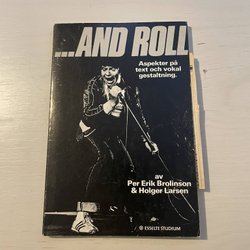 ...AND ROLL
Aspekter på
text och vokal
gestaltning.
av
Per Erik Brolinson
& Holger Larsen
ESSELTE STUDIUM